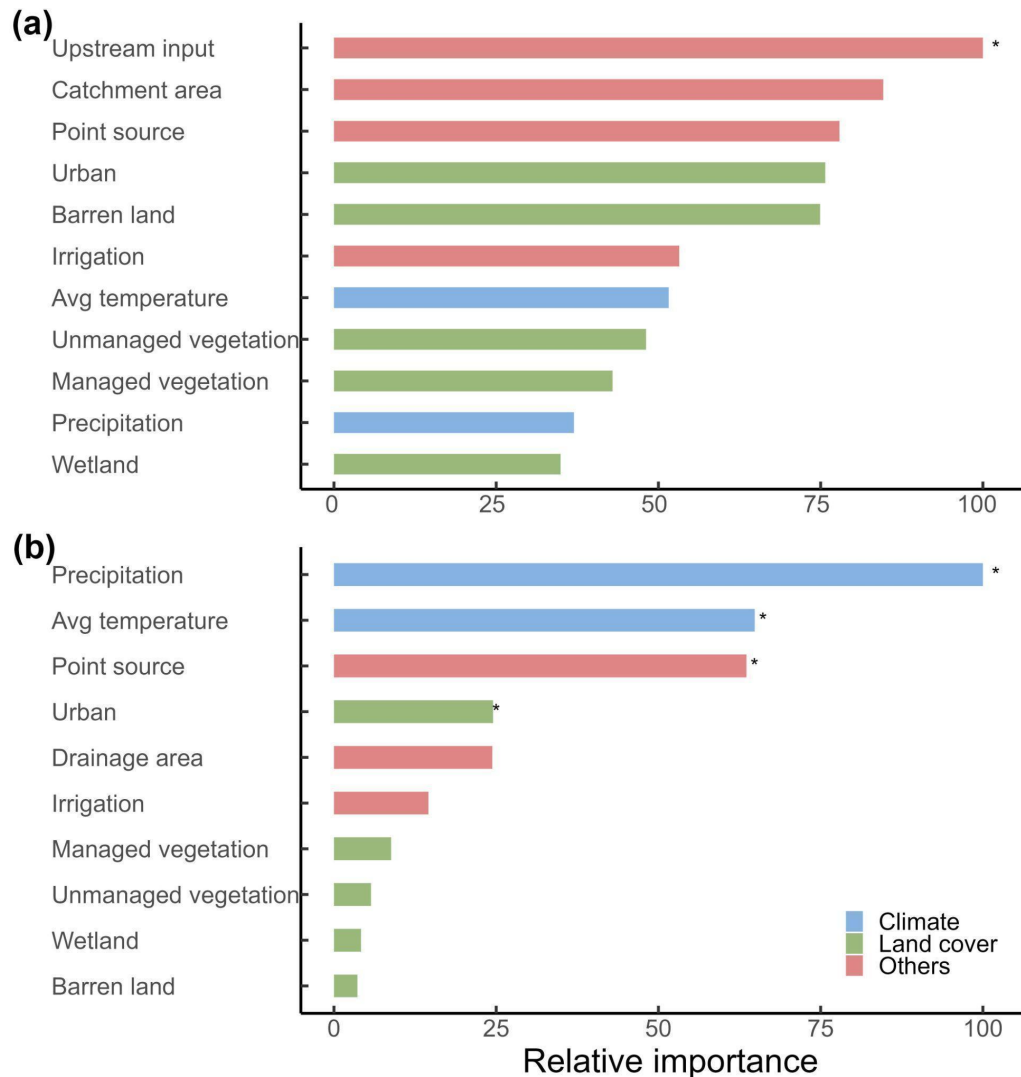 (a)
Upstream input *
Catchment area
Point source
Urban
Barren land
Irrigation
Avg temperature
Unmanaged vegetation
Managed vegetation
Precipitation
Wetland
0 25 50 75 100
(b)
Precipitation *
Avg temperature *
Point source *
Urban *
Drainage area
Irrigation
Managed vegetation
Unmanaged vegetation
Wetland
Barren land
Climate
Land cover
Others
0 25 50 75 100
Relative importance